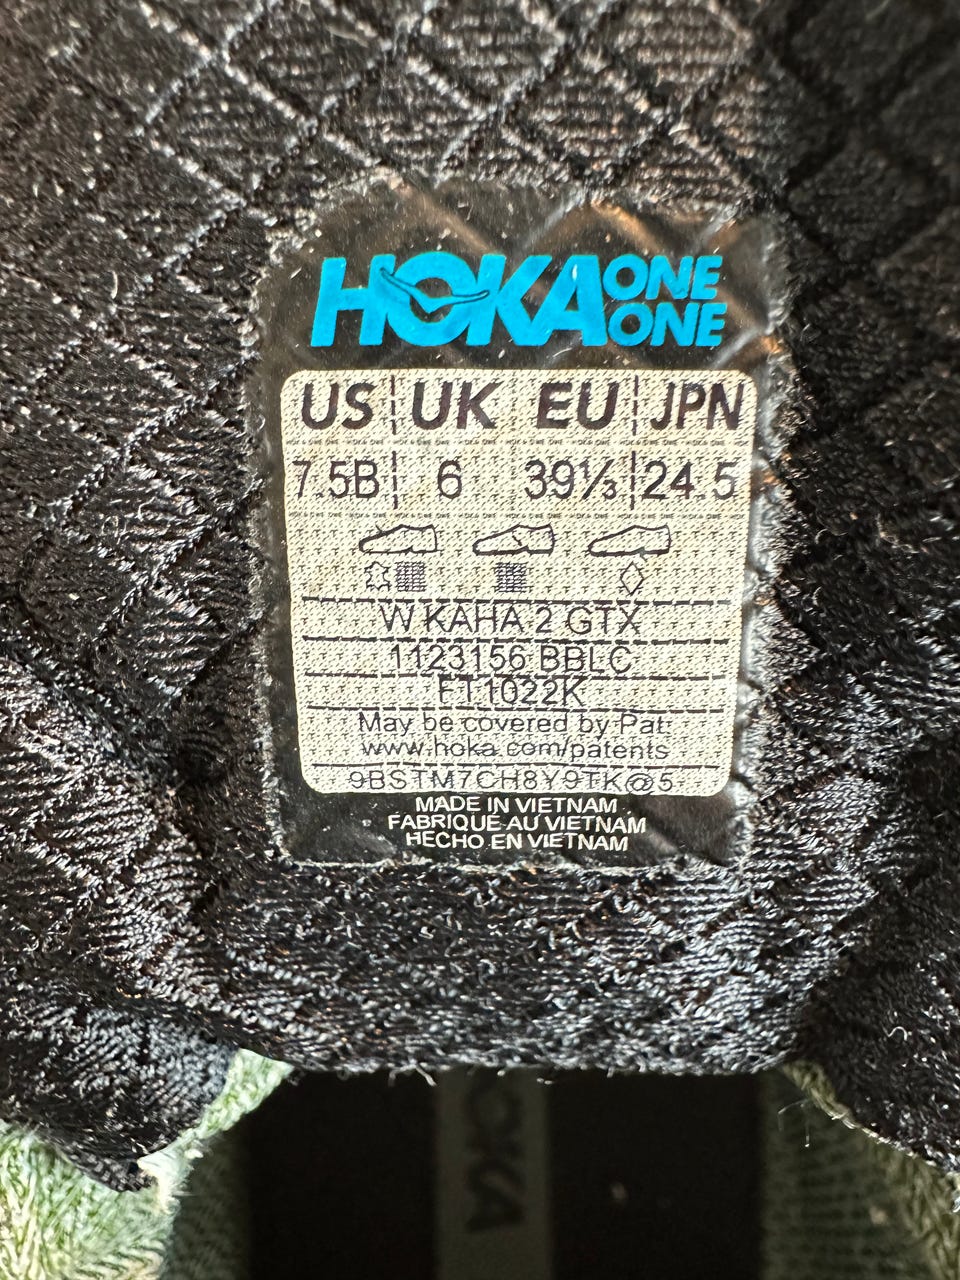 HOKA ONE ONE
US UK EU JPN
7.5B 6 39⅓ 24.5
W KAHA 2 GTX
1123156 BBLC
FT1022K
May be covered by Pat:
www.hoka.com/patents
9BSTM7CH8Y9TK@5
MADE IN VIETNAM
FABRIQUÉ AU VIETNAM
HECHO EN VIETNAM
HOKA